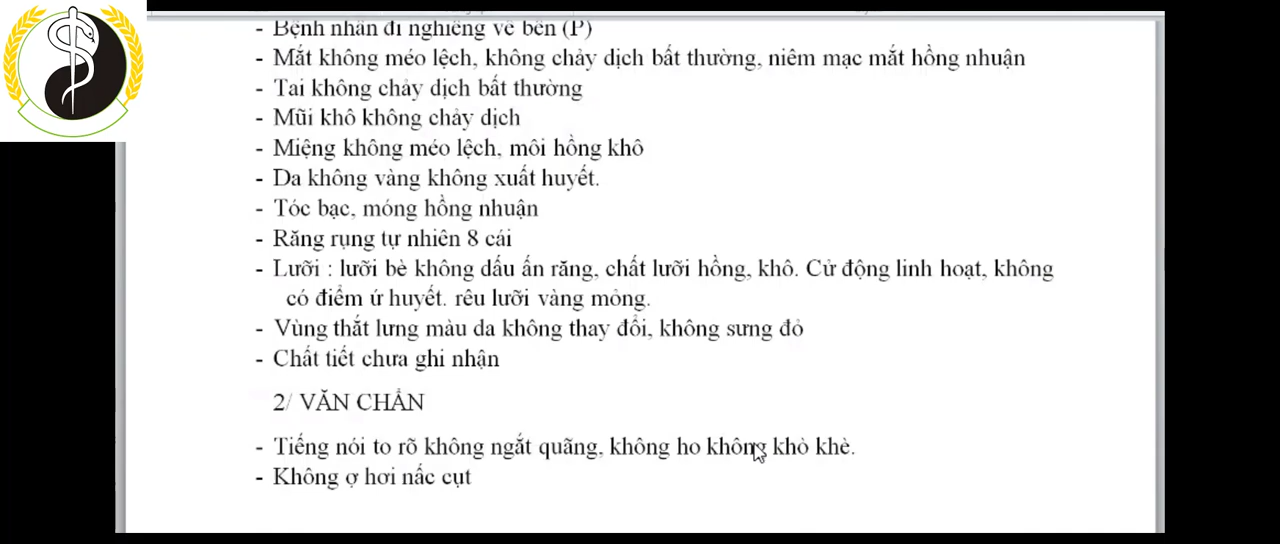 - Bệnh nhân đi nghiêng về bên (P)
- Mắt không méo lệch, không chảy dịch bất thường, niêm mạc mắt hồng nhuận
- Tai không chảy dịch bất thường
- Mũi khô không chảy dịch
- Miệng không méo lệch, môi hồng khô
- Da không vàng không xuất huyết.
- Tóc bạc, móng hồng nhuận
- Răng rụng tự nhiên 8 cái
- Lưỡi : lưỡi bè không dấu ấn răng, chất lưỡi hồng, khô. Cử động linh hoạt, không
có điểm ứ huyết. rêu lưỡi vàng mỏng.
- Vùng thắt lưng màu da không thay đổi, không sưng đỏ
- Chất tiết chưa ghi nhận
2/ VĂN CHẨN
- Tiếng nói to rõ không ngắt quãng, không ho không khò khè.
- Không ợ hơi nấc cụt